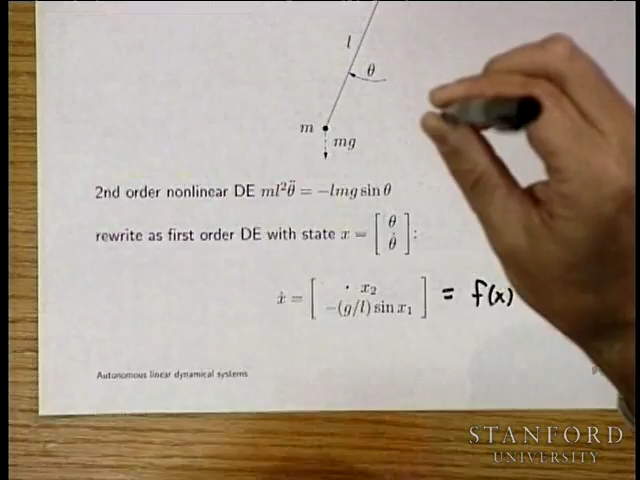 l
θ
m
mg
2nd order nonlinear DE ml²θ̈ = −lmg sin θ
rewrite as first order DE with state x = [ θ θ̇ ]:
ẋ = [ x₂ −(g/l) sin x₁ ] = f(x)
Autonomous linear dynamical systems
STANFORD
UNIVERSITY